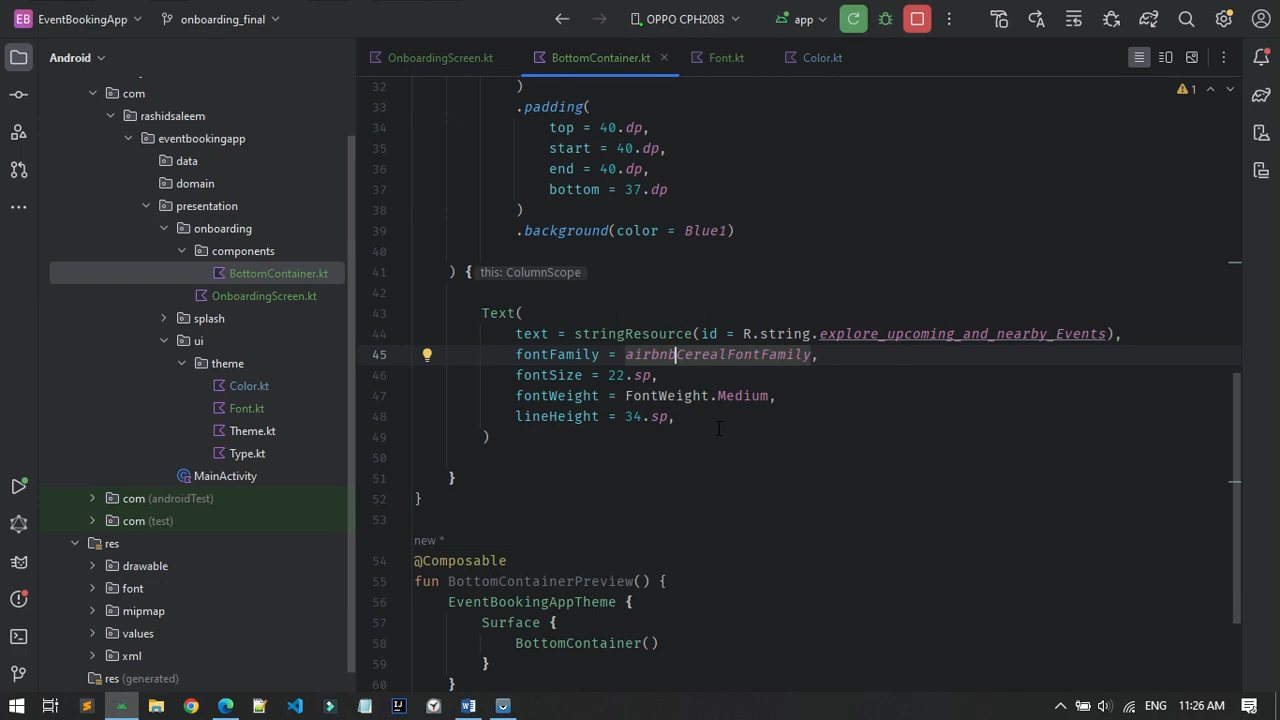 EB EventBookingApp onboarding_final OPPO CPH2083 app
Android
OnboardingScreen.kt BottomContainer.kt Font.kt Color.kt
com
rashidsaleem
eventbookingapp
data
domain
presentation
onboarding
components
BottomContainer.kt
OnboardingScreen.kt
splash
ui
theme
Color.kt
Font.kt
Theme.kt
Type.kt
MainActivity
com (androidTest)
com (test)
res
drawable
font
mipmap
values
xml
res (generated)
1
32 )
33 .padding(
34 top = 40.dp,
35 start = 40.dp,
36 end = 40.dp,
37 bottom = 37.dp
38 )
39 .background(color = Blue1)
40
41 ) { this: ColumnScope
42
43 Text(
44 text = stringResource(id = R.string.explore_upcoming_and_nearby_Events),
45 fontFamily = airbnbCerealFontFamily,
46 fontSize = 22.sp,
47 fontWeight = FontWeight.Medium,
48 lineHeight = 34.sp,
49 )
50
51 }
52 }
53
new *
54 @Composable
55 fun BottomContainerPreview() {
56 EventBookingAppTheme {
57 Surface {
58 BottomContainer()
59 }
60 }
ENG 11:26 AM